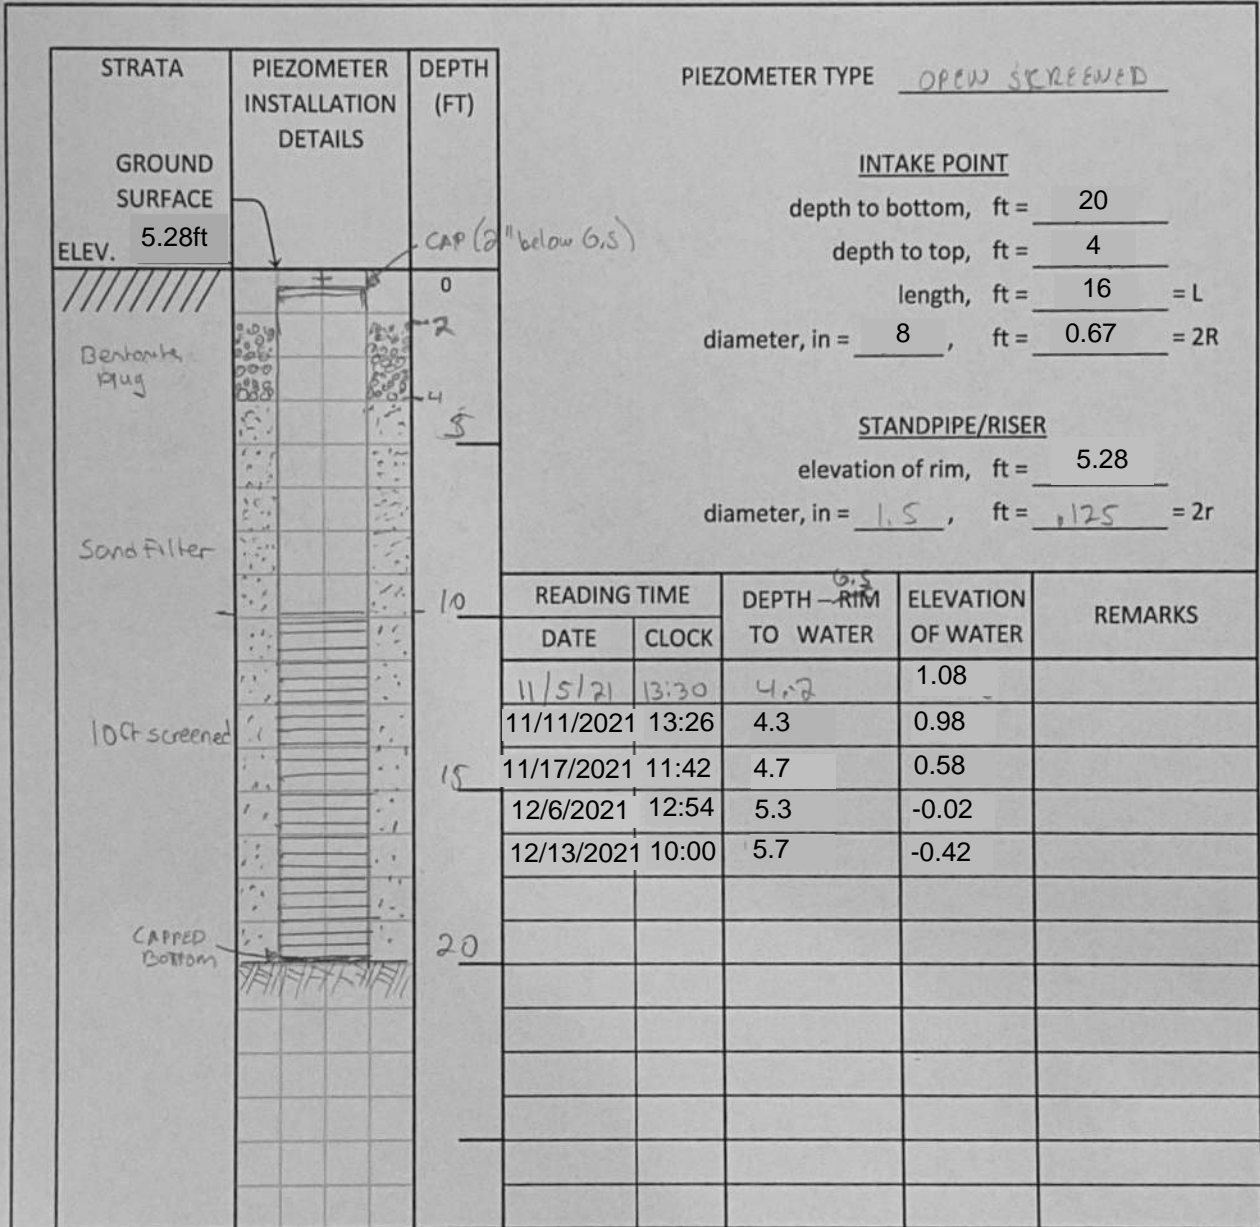 STRATA
PIEZOMETER
INSTALLATION
DETAILS
DEPTH
(FT)
GROUND
SURFACE
ELEV. 5.28ft
CAP (2" below G.S)
0
2
Bentonite
plug
4
5
Sand Filter
10
10ft screened
15
CAPPED
Bottom
20
PIEZOMETER TYPE OPEN SCREENED
INTAKE POINT
depth to bottom, ft = 20
depth to top, ft = 4
length, ft = 16 = L
diameter, in = 8 , ft = 0.67 = 2R
STANDPIPE/RISER
elevation of rim, ft = 5.28
diameter, in = 1.5 , ft = .125 = 2r
READING TIME
DATE CLOCK
G.S
DEPTH – RIM
TO WATER
ELEVATION
OF WATER
REMARKS
11/5/21 13:30 4.2 1.08
11/11/2021 13:26 4.3 0.98
11/17/2021 11:42 4.7 0.58
12/6/2021 12:54 5.3 -0.02
12/13/2021 10:00 5.7 -0.42